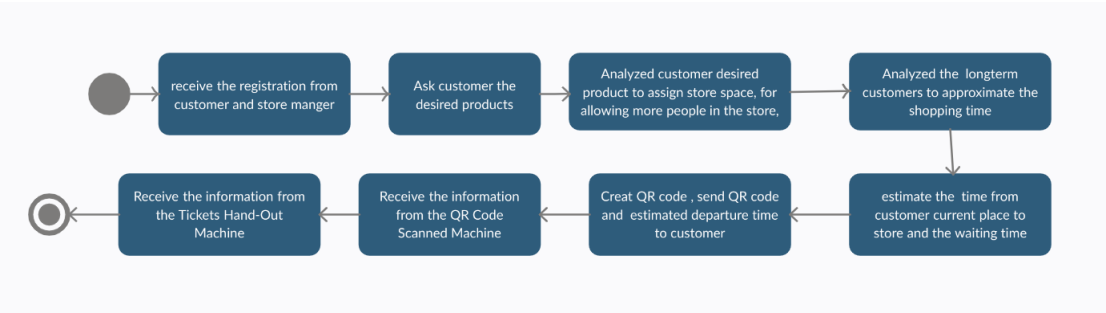 receive the registration from
customer and store manger
Ask customer the
desired products
Analyzed customer desired
product to assign store space, for
allowing more people in the store,
Analyzed the longterm
customers to approximate the
shopping time
estimate the time from
customer current place to
store and the waiting time
Creat QR code , send QR code
and estimated departure time
to customer
Receive the information
from the QR Code
Scanned Machine
Receive the information from
the Tickets Hand-Out
Machine